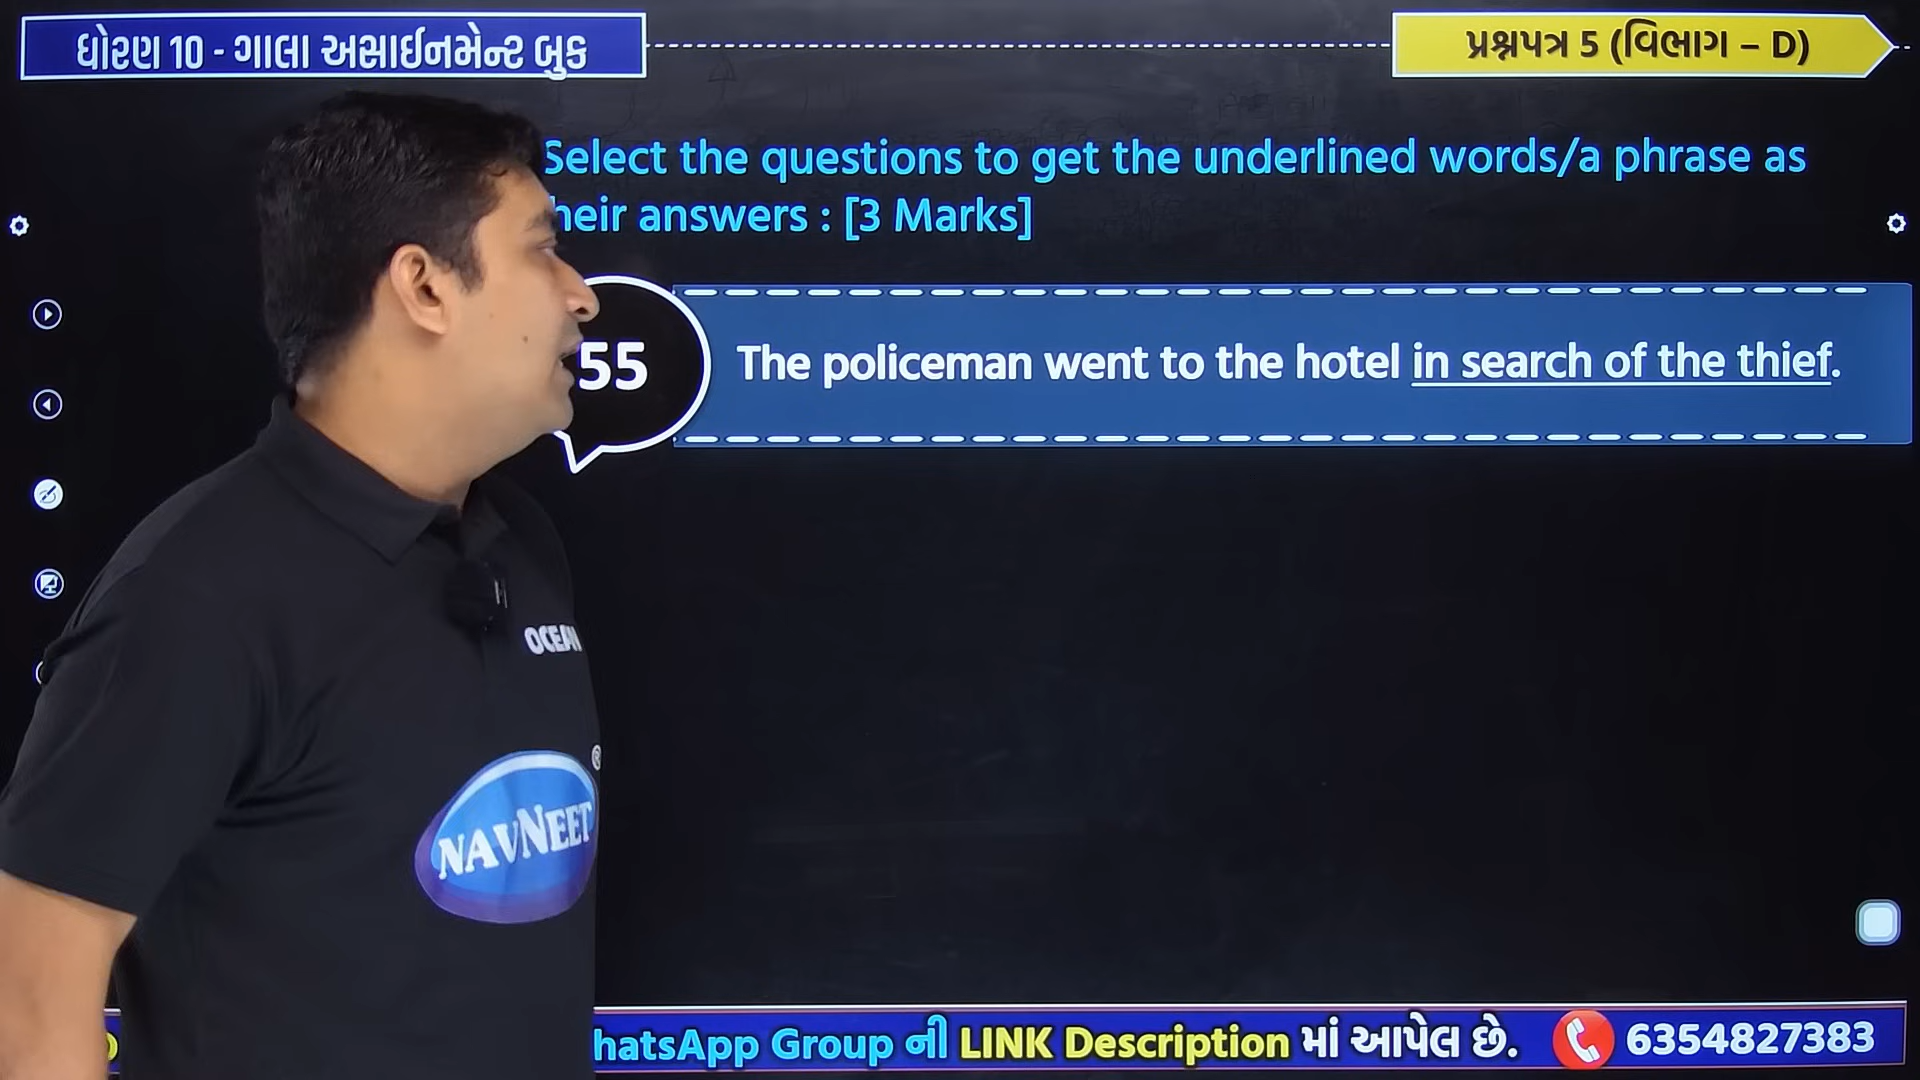 ધોરણ 10 - ગાલા અસાઈનમેન્ટ બુક
પ્રશ્નપત્ર 5 (વિભાગ – D)
Select the questions to get the underlined words/a phrase as
heir answers : [3 Marks]
55
The policeman went to the hotel in search of the thief.
OCEAN
NAVNEET
®
hatsApp Group ની LINK Description માં આપેલ છે.
6354827383